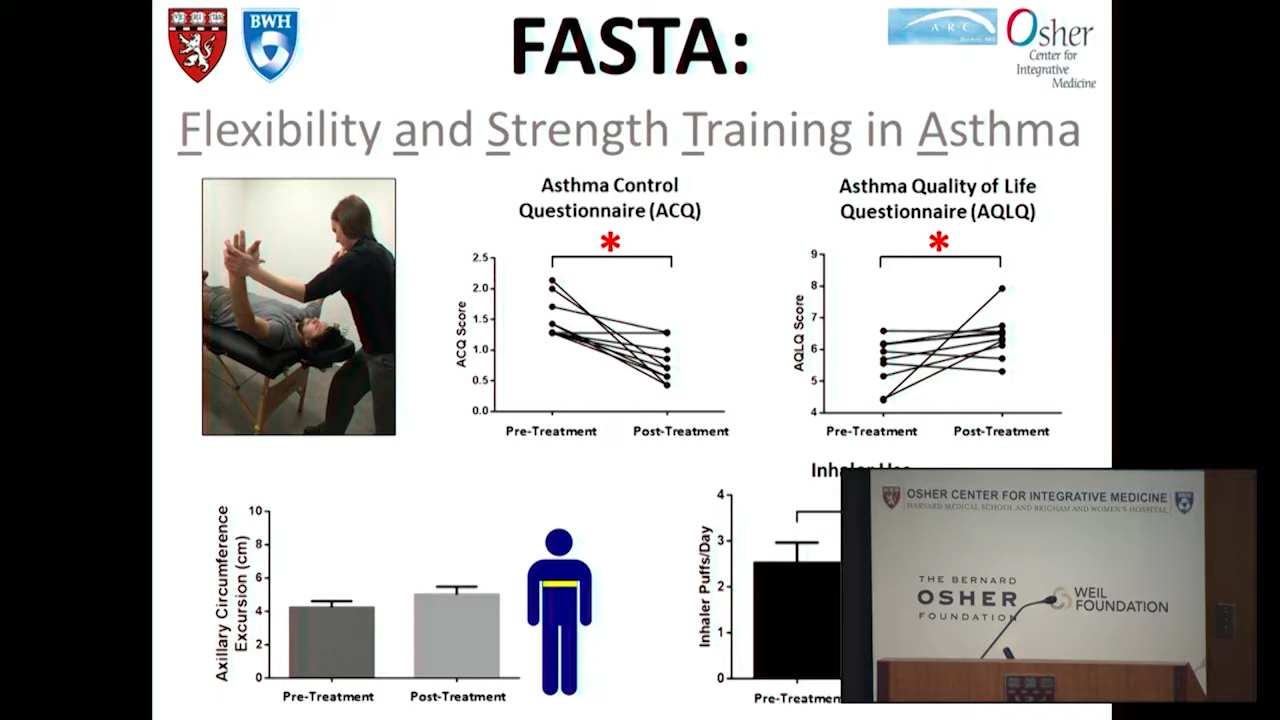 BWH
FASTA:
ARC
Osher
Center for
Integrative
Medicine
Flexibility and Strength Training in Asthma
Asthma Control
Questionnaire (ACQ)
*
2.5
2.0
1.5
1.0
0.5
0.0
ACQ Score
Pre-Treatment
Post-Treatment
Asthma Quality of Life
Questionnaire (AQLQ)
*
9
8
7
6
5
4
AQLQ Score
Pre-Treatment
Post-Treatment
Axillary Circumference
Excursion (cm)
10
8
6
4
2
0
Pre-Treatment
Post-Treatment
Inhaler Use
Inhaler Puffs/Day
4
3
2
1
0
Pre-Treatment
OSHER CENTER FOR INTEGRATIVE MEDICINE
HARVARD MEDICAL SCHOOL AND BRIGHAM AND WOMEN'S HOSPITAL
THE BERNARD
OSHER
FOUNDATION
WEIL
FOUNDATION